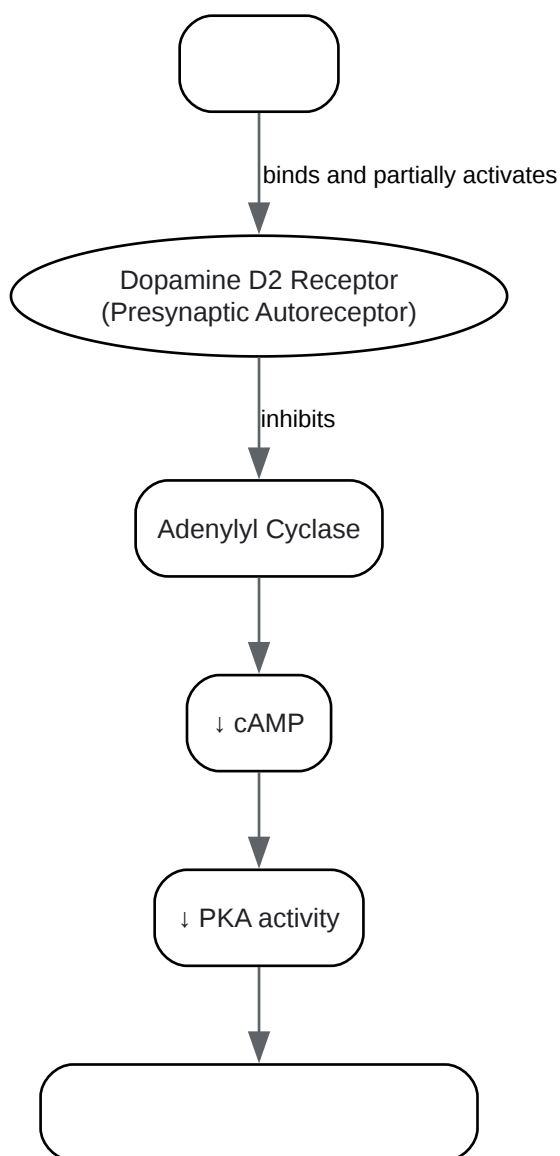 binds and partially activates
Dopamine D2 Receptor
(Presynaptic Autoreceptor)
inhibits
Adenylyl Cyclase
↓ cAMP
↓ PKA activity